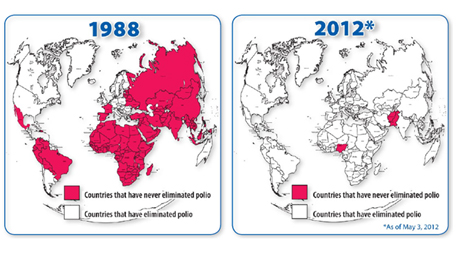 1988
Countries that have never eliminated polio
Countries that have eliminated polio
2012*
Countries that have never eliminated polio
Countries that have eliminated polio
*As of May 3, 2012